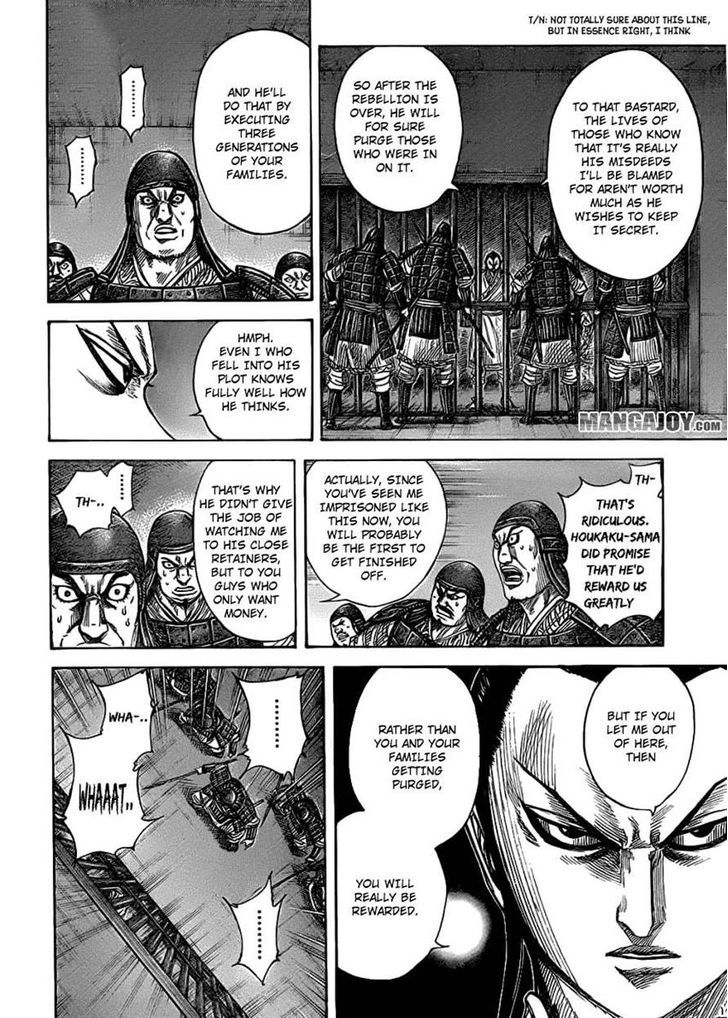 T/N: NOT TOTALLY SURE ABOUT THIS LINE,
BUT IN ESSENCE RIGHT, I THINK
TO THAT BASTARD,
THE LIVES OF
THOSE WHO KNOW
THAT IT'S REALLY
HIS MISDEEDS
I'LL BE BLAMED
FOR AREN'T WORTH
MUCH AS HE
WISHES TO KEEP
IT SECRET.
SO AFTER THE
REBELLION IS
OVER, HE WILL
FOR SURE
PURGE THOSE
WHO WERE IN
ON IT.
MANGAJOY.com
AND HE'LL
DO THAT BY
EXECUTING
THREE
GENERATIONS
OF YOUR
FAMILIES.
......
......
HMPH.
EVEN I WHO
FELL INTO HIS
PLOT KNOWS
FULLY WELL HOW
HE THINKS.
TH-
THAT'S
RIDICULOUS.
HOUKAKU-SAMA
DID PROMISE
THAT HE'D
REWARD US
GREATLY
ACTUALLY, SINCE
YOU'VE SEEN ME
IMPRISONED LIKE
THIS NOW, YOU
WILL PROBABLY
BE THE FIRST TO
GET FINISHED
OFF.
THAT'S WHY
HE DIDN'T GIVE
THE JOB OF
WATCHING ME
TO HIS CLOSE
RETAINERS,
BUT TO YOU
GUYS WHO
ONLY WANT
MONEY.
......
TH-..
BUT IF YOU
LET ME OUT
OF HERE,
THEN
RATHER THAN
YOU AND YOUR
FAMILIES
GETTING
PURGED,
YOU WILL
REALLY BE
REWARDED.
......
WHA-..
WHAAAT..
......